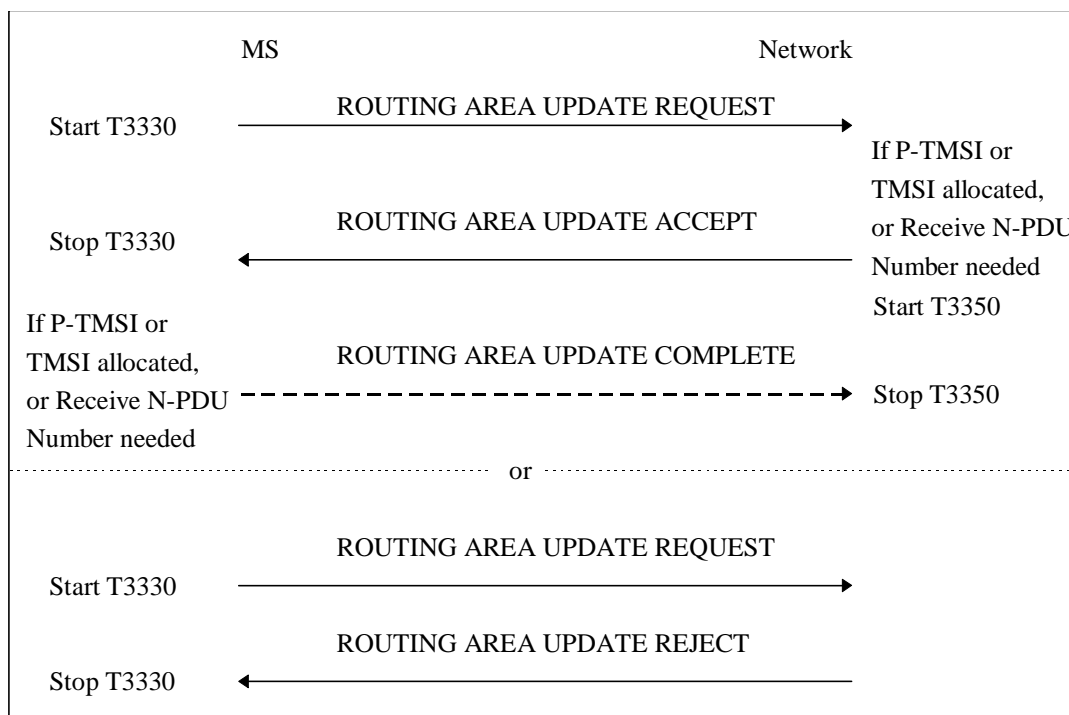 MS
Network
ROUTING AREA UPDATE REQUEST
Start T3330
If P-TMSI or
TMSI allocated,
or Receive N-PDU
Number needed
Start T3350
ROUTING AREA UPDATE ACCEPT
Stop T3330
If P-TMSI or
TMSI allocated,
or Receive N-PDU
Number needed
ROUTING AREA UPDATE COMPLETE
Stop T3350
or
ROUTING AREA UPDATE REQUEST
Start T3330
ROUTING AREA UPDATE REJECT
Stop T3330